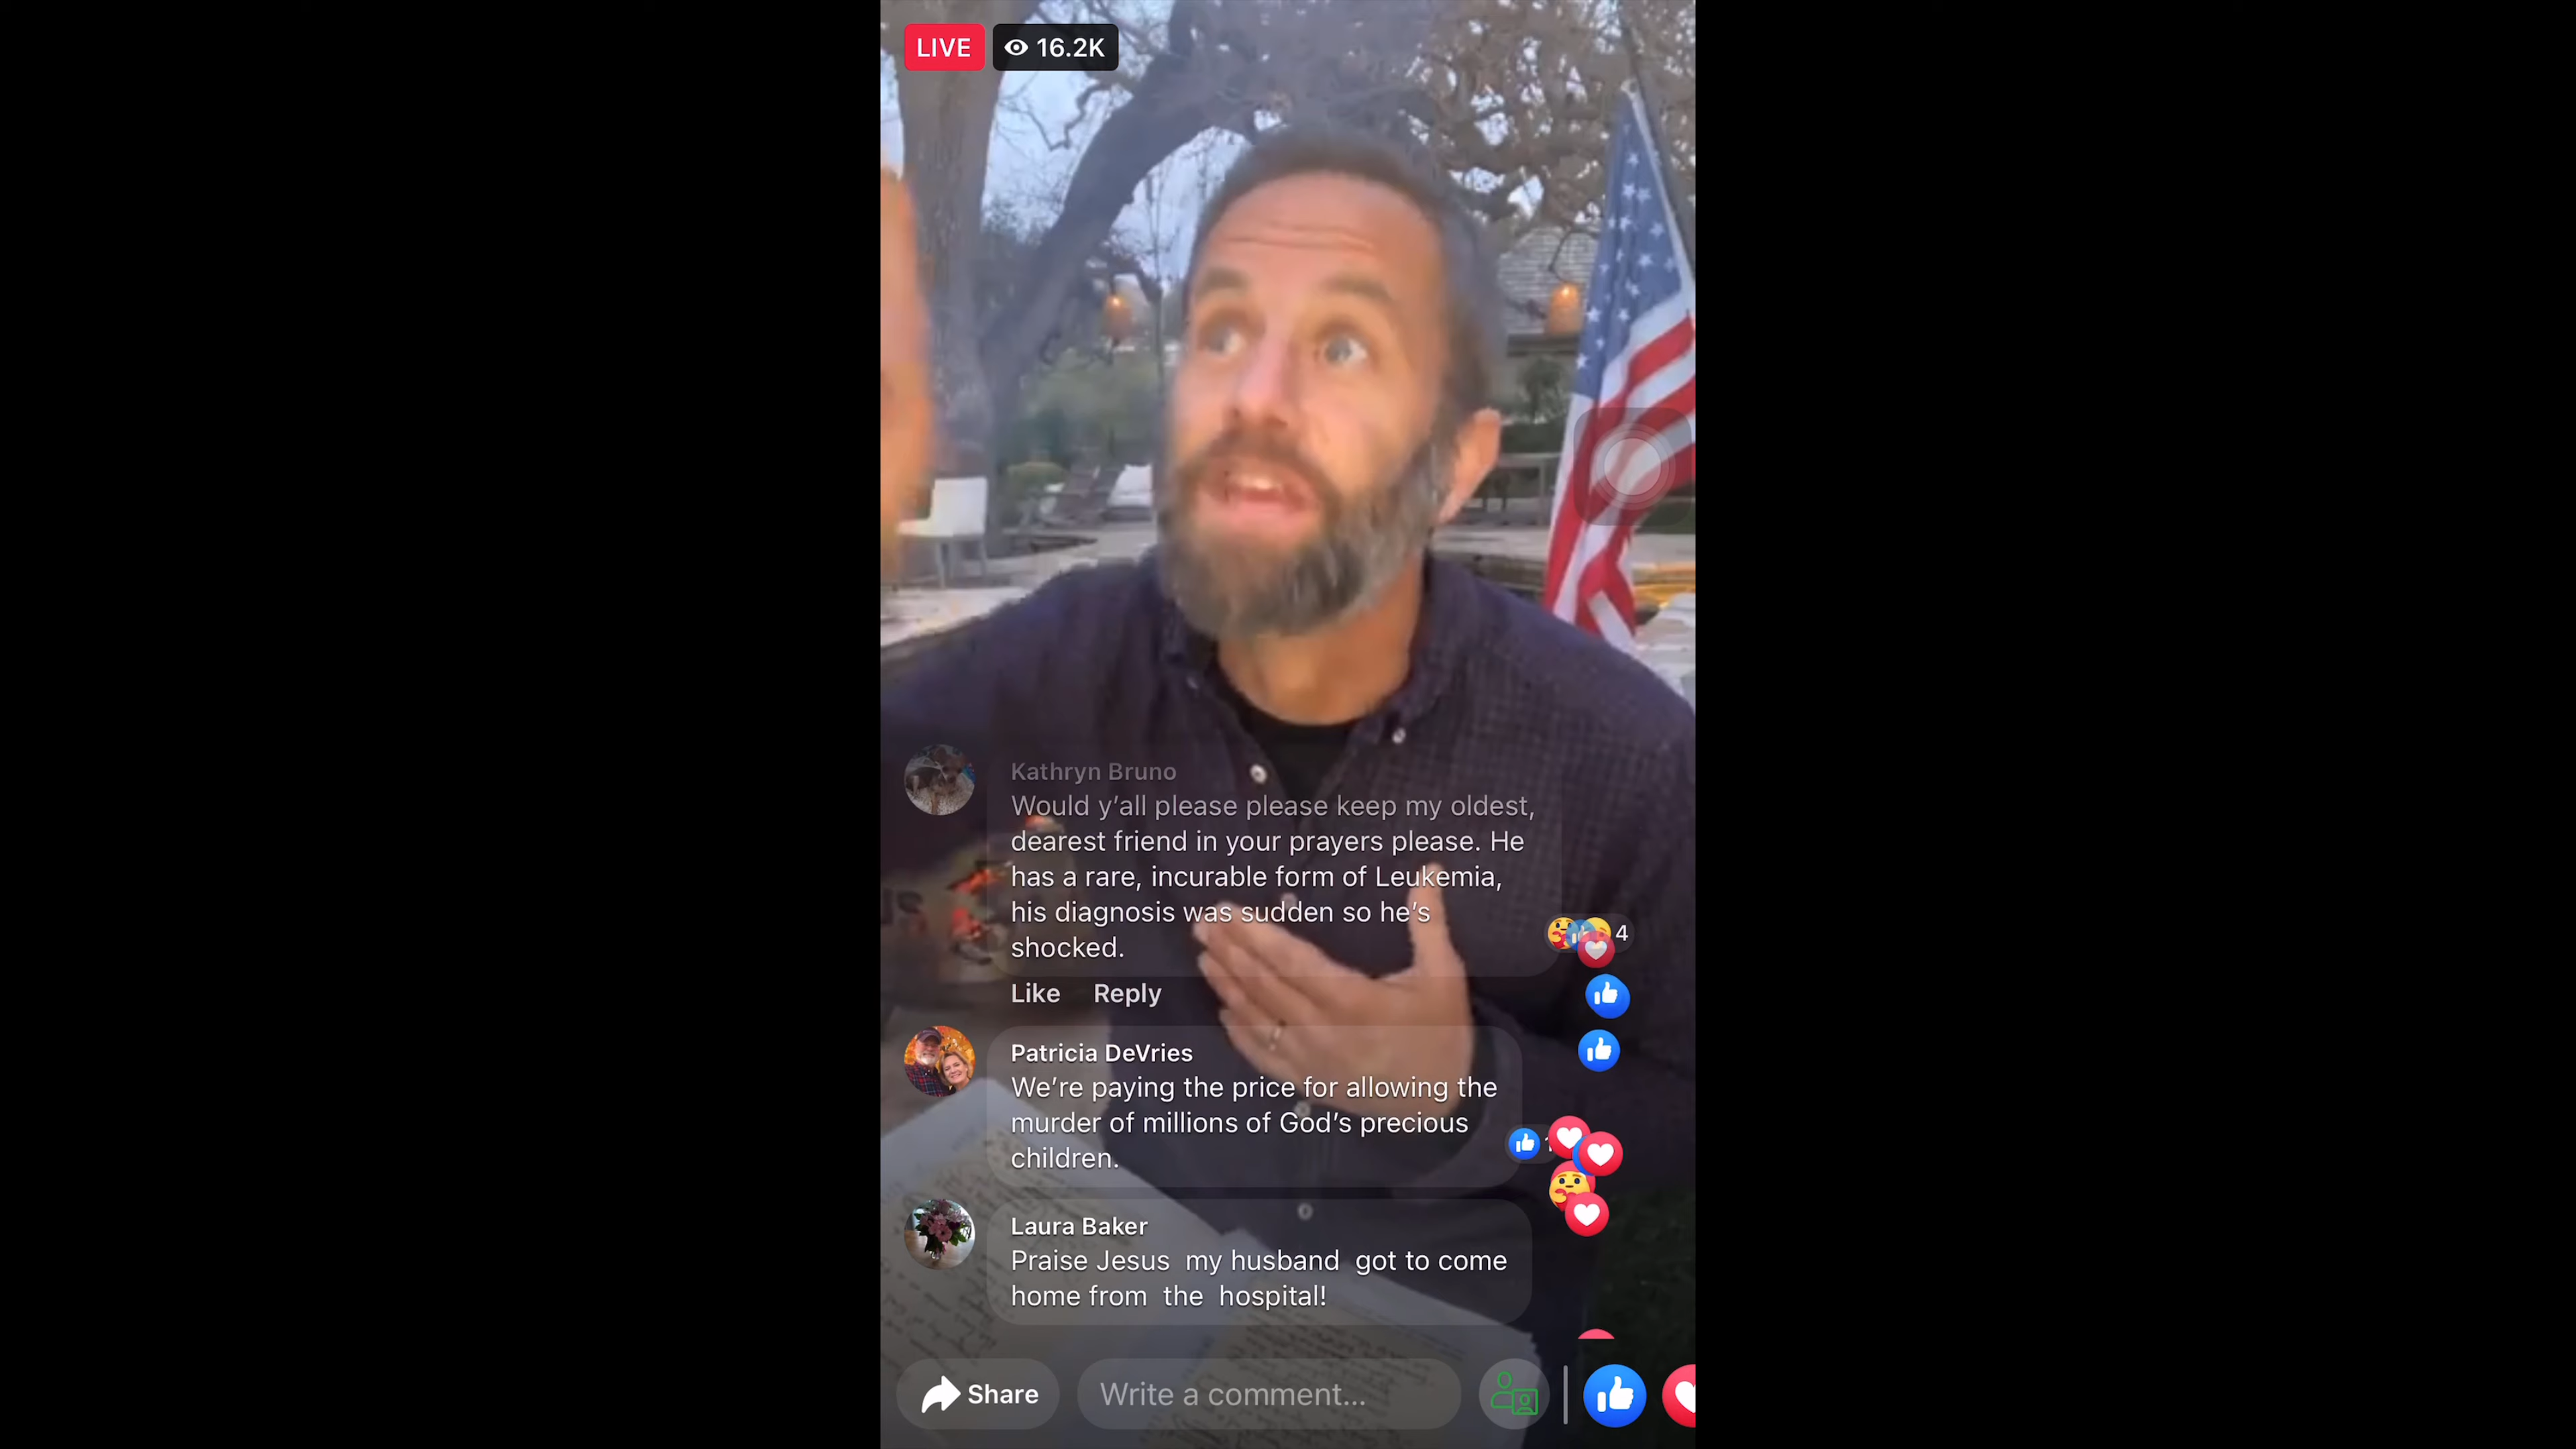 LIVE 16.2K
Kathryn Bruno
Would y’all please please keep my oldest,
dearest friend in your prayers please. He
has a rare, incurable form of Leukemia,
his diagnosis was sudden so he’s
shocked.
4
Like Reply
Patricia DeVries
We’re paying the price for allowing the
murder of millions of God’s precious
children.
Laura Baker
Praise Jesus my husband got to come
home from the hospital!
Share Write a comment...